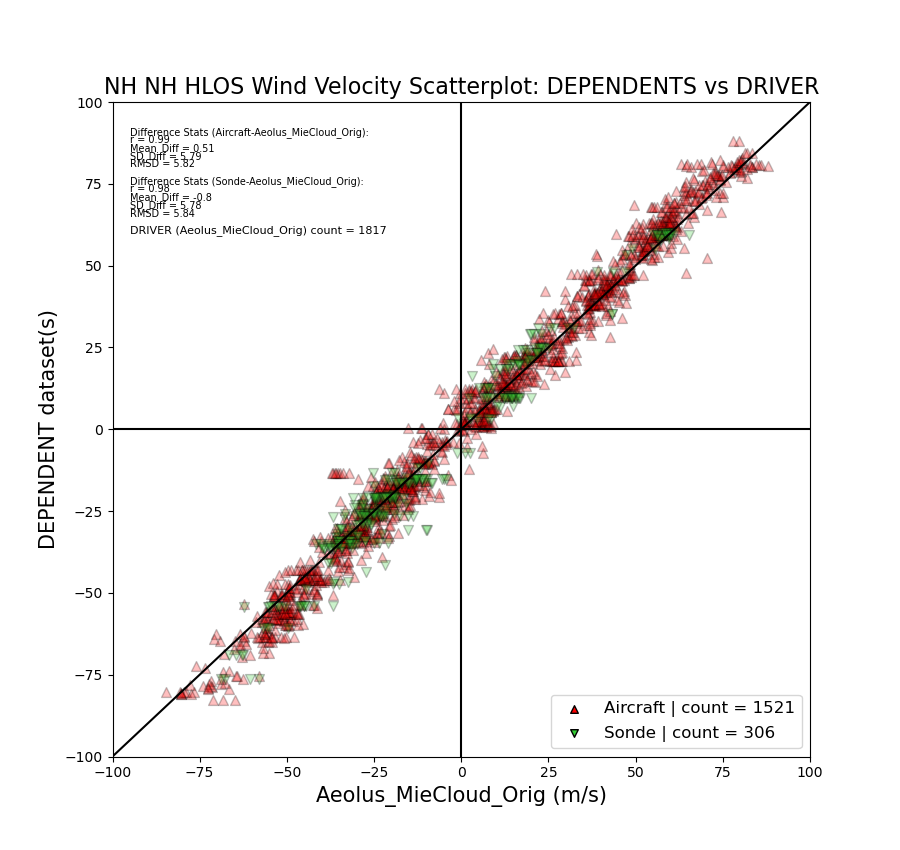 NH NH HLOS Wind Velocity Scatterplot: DEPENDENTS vs DRIVER
Difference Stats (Aircraft-Aeolus_MieCloud_Orig):
r = 0.99
Mean_Diff = 0.51
SD_Diff = 5.79
RMSD = 5.82
Difference Stats (Sonde-Aeolus_MieCloud_Orig):
r = 0.98
Mean_Diff = -0.8
SD_Diff = 5.78
RMSD = 5.84
DRIVER (Aeolus_MieCloud_Orig) count = 1817
DEPENDENT dataset(s)
100
75
50
25
0
−25
−50
−75
−100
Aircraft | count = 1521
Sonde | count = 306
−100 −75 −50 −25 0 25 50 75 100
Aeolus_MieCloud_Orig (m/s)